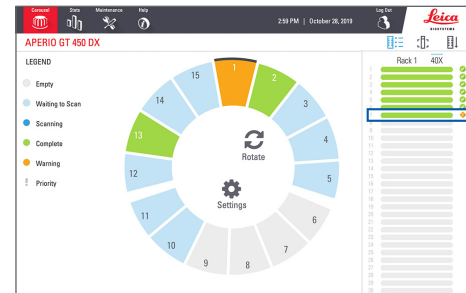 Carousel Stats Maintenance Help
2:59 PM | October 28, 2019
Log Out
Leica
BIOSYSTEMS
APERIO GT 450 DX
LEGEND
Empty
Waiting to Scan
Scanning
Complete
Warning
! Priority
1
2
3
4
5
6
7
8
9
10
11
12
13
14
15
Rotate
Settings
Rack 1 40X